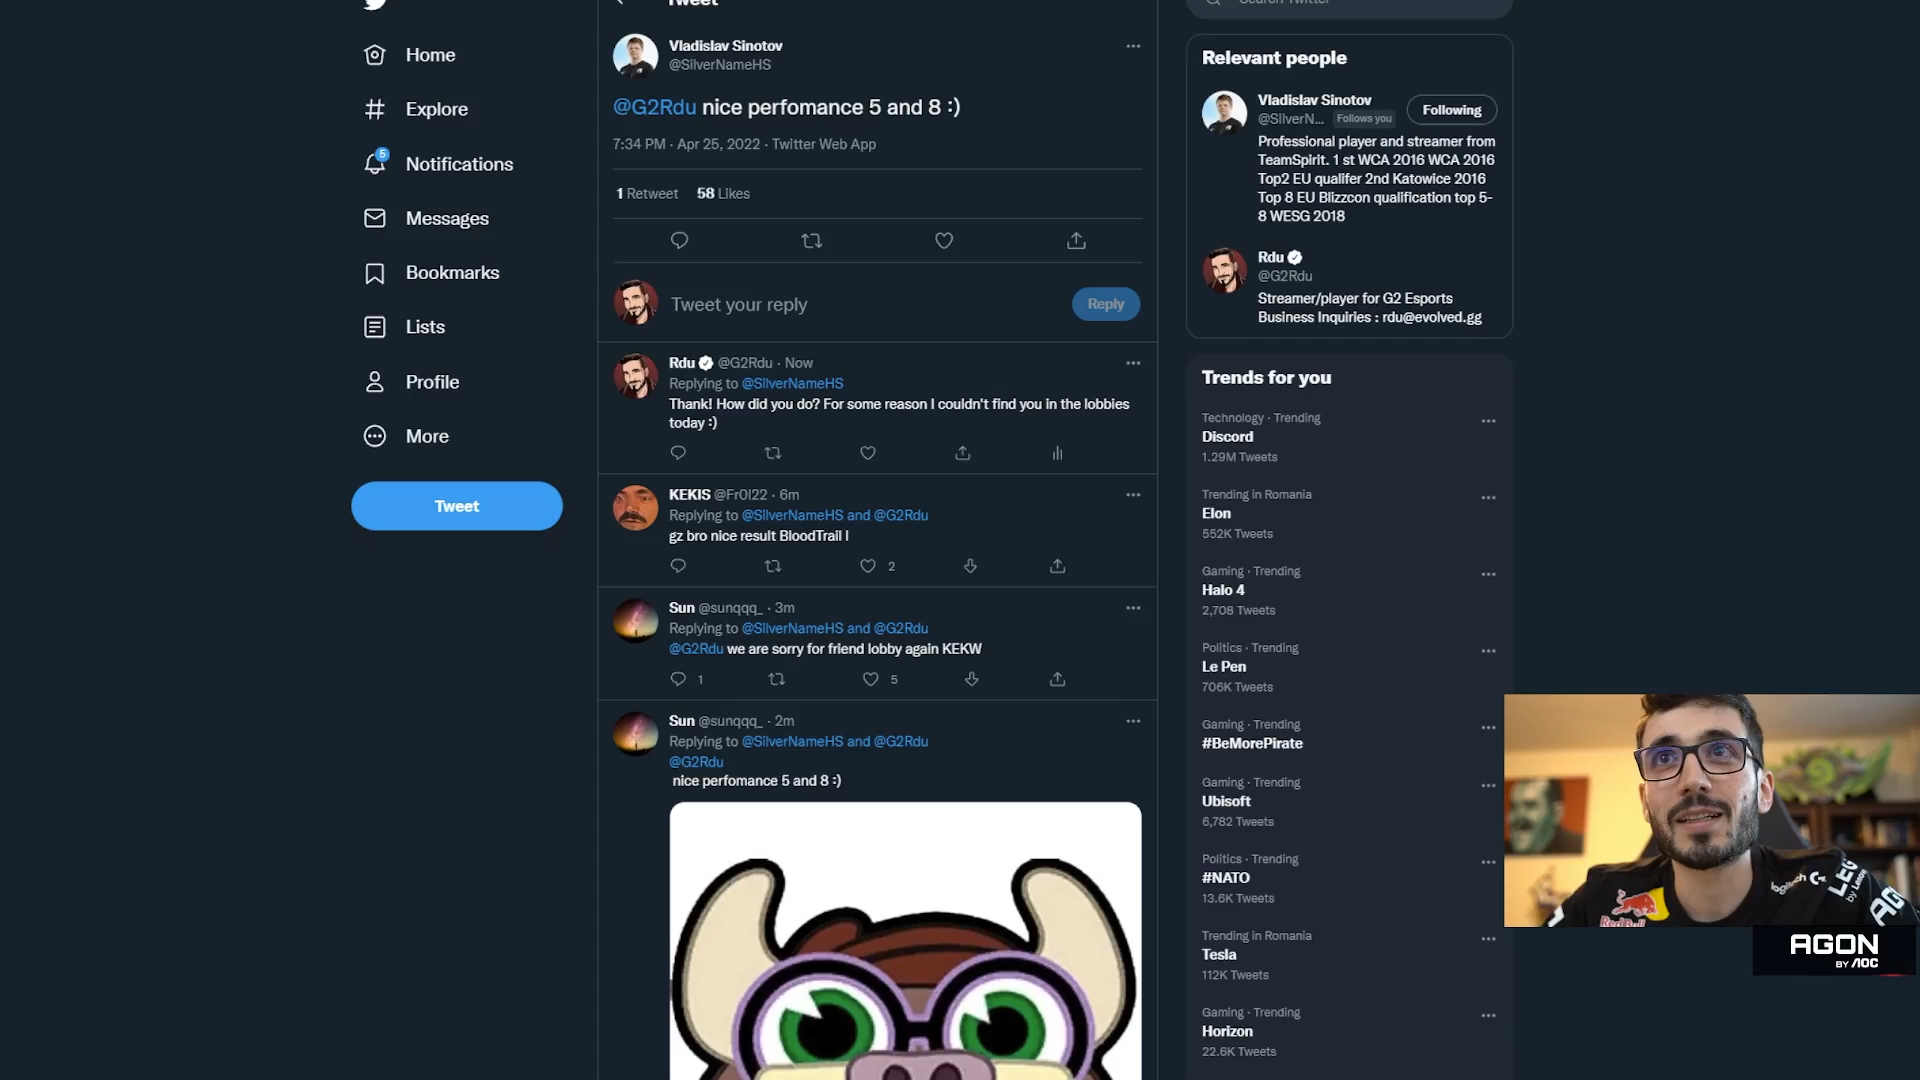 Tweet
Search Twitter
Home
Explore
5
Notifications
Messages
Bookmarks
Lists
Profile
More
Tweet
Vladislav Sinotov
@SilverNameHS
@G2Rdu nice perfomance 5 and 8 :)
7:34 PM · Apr 25, 2022 · Twitter Web App
1 Retweet 58 Likes
Tweet your reply
Reply
Rdu @G2Rdu · Now
Replying to @SilverNameHS
Thank! How did you do? For some reason I couldn't find you in the lobbies
today :)
KEKIS @Fr0l22 · 6m
Replying to @SilverNameHS and @G2Rdu
gz bro nice result BloodTrail l
2
Sun @sunqqq_ · 3m
Replying to @SilverNameHS and @G2Rdu
@G2Rdu we are sorry for friend lobby again KEKW
1 5
Sun @sunqqq_ · 2m
Replying to @SilverNameHS and @G2Rdu
@G2Rdu
nice perfomance 5 and 8 :)
Relevant people
Vladislav Sinotov
@SilverN... Follows you
Following
Professional player and streamer from
TeamSpirit. 1 st WCA 2016 WCA 2016
Top2 EU qualifer 2nd Katowice 2016
Top 8 EU Blizzcon qualification top 5-
8 WESG 2018
Rdu
@G2Rdu
Streamer/player for G2 Esports
Business Inquiries : rdu@evolved.gg
Trends for you
Technology · Trending
Discord
1.29M Tweets
Trending in Romania
Elon
552K Tweets
Gaming · Trending
Halo 4
2,708 Tweets
Politics · Trending
Le Pen
706K Tweets
Gaming · Trending
#BeMorePirate
Gaming · Trending
Ubisoft
6,782 Tweets
Politics · Trending
#NATO
13.6K Tweets
Trending in Romania
Tesla
112K Tweets
Gaming · Trending
Horizon
22.6K Tweets
logitech G
RedBull
AGON
BY AOC